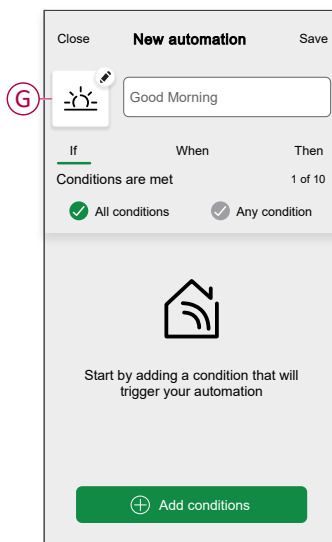 Close New automation Save
G
Good Morning
If When Then
Conditions are met 1 of 10
All conditions Any condition
Start by adding a condition that will
trigger your automation
Add conditions